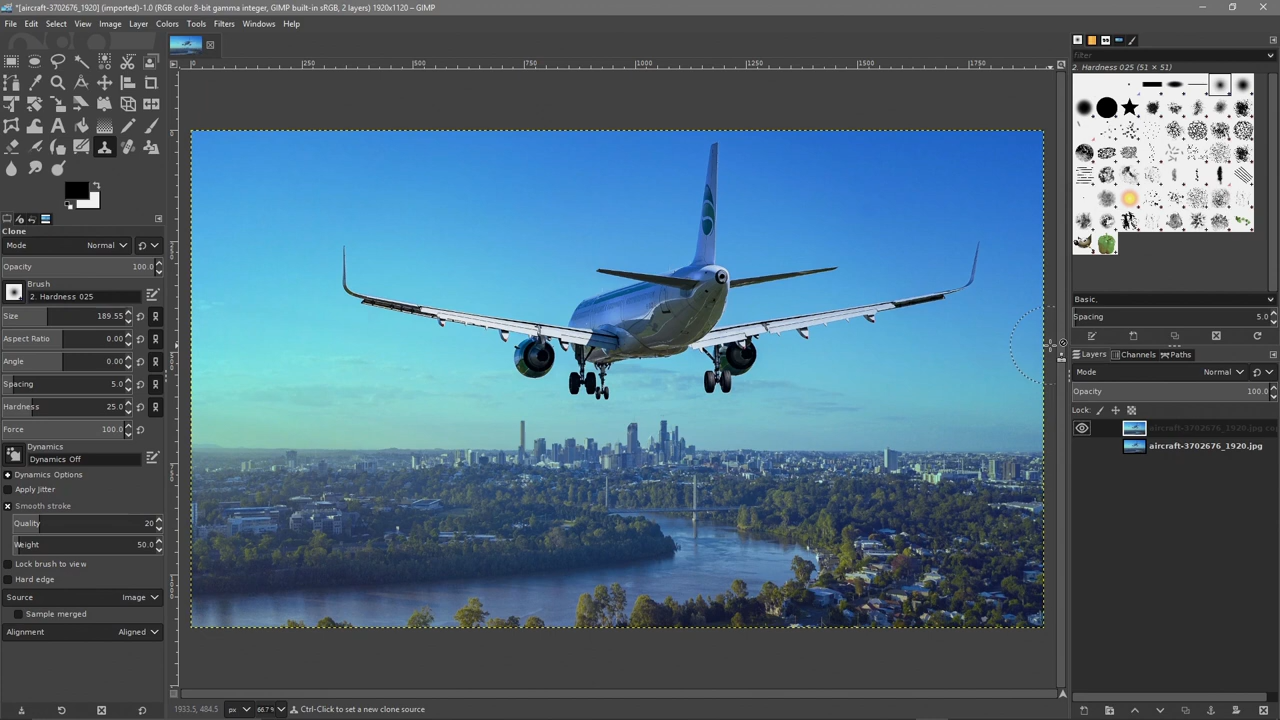 *[aircraft-3702676_1920] (imported)-1.0 (RGB color 8-bit gamma integer, GIMP built-in sRGB, 2 layers) 1920x1120 – GIMP
File Edit Select View Image Layer Colors Tools Filters Windows Help
0 250 500 750 1000 1250 1500 1750
filter
2. Hardness 025 (51 × 51)
Clone
Mode Normal
Opacity 100.0
Brush
2. Hardness 025
Size 189.55
Aspect Ratio 0.00
Angle 0.00
Spacing 5.0
Hardness 25.0
Force 100.0
Dynamics
Dynamics Off
Dynamics Options
Apply Jitter
Smooth stroke
Quality 20
Weight 50.0
Lock brush to view
Hard edge
Source Image
Sample merged
Alignment Aligned
Basic,
Spacing 5.0
Layers Channels Paths
Mode Normal
Opacity 100.0
Lock:
aircraft-3702676_1920.jpg
aircraft-3702676_1920.jpg
1933.5, 484.5 px 66.7 % Ctrl-Click to set a new clone source